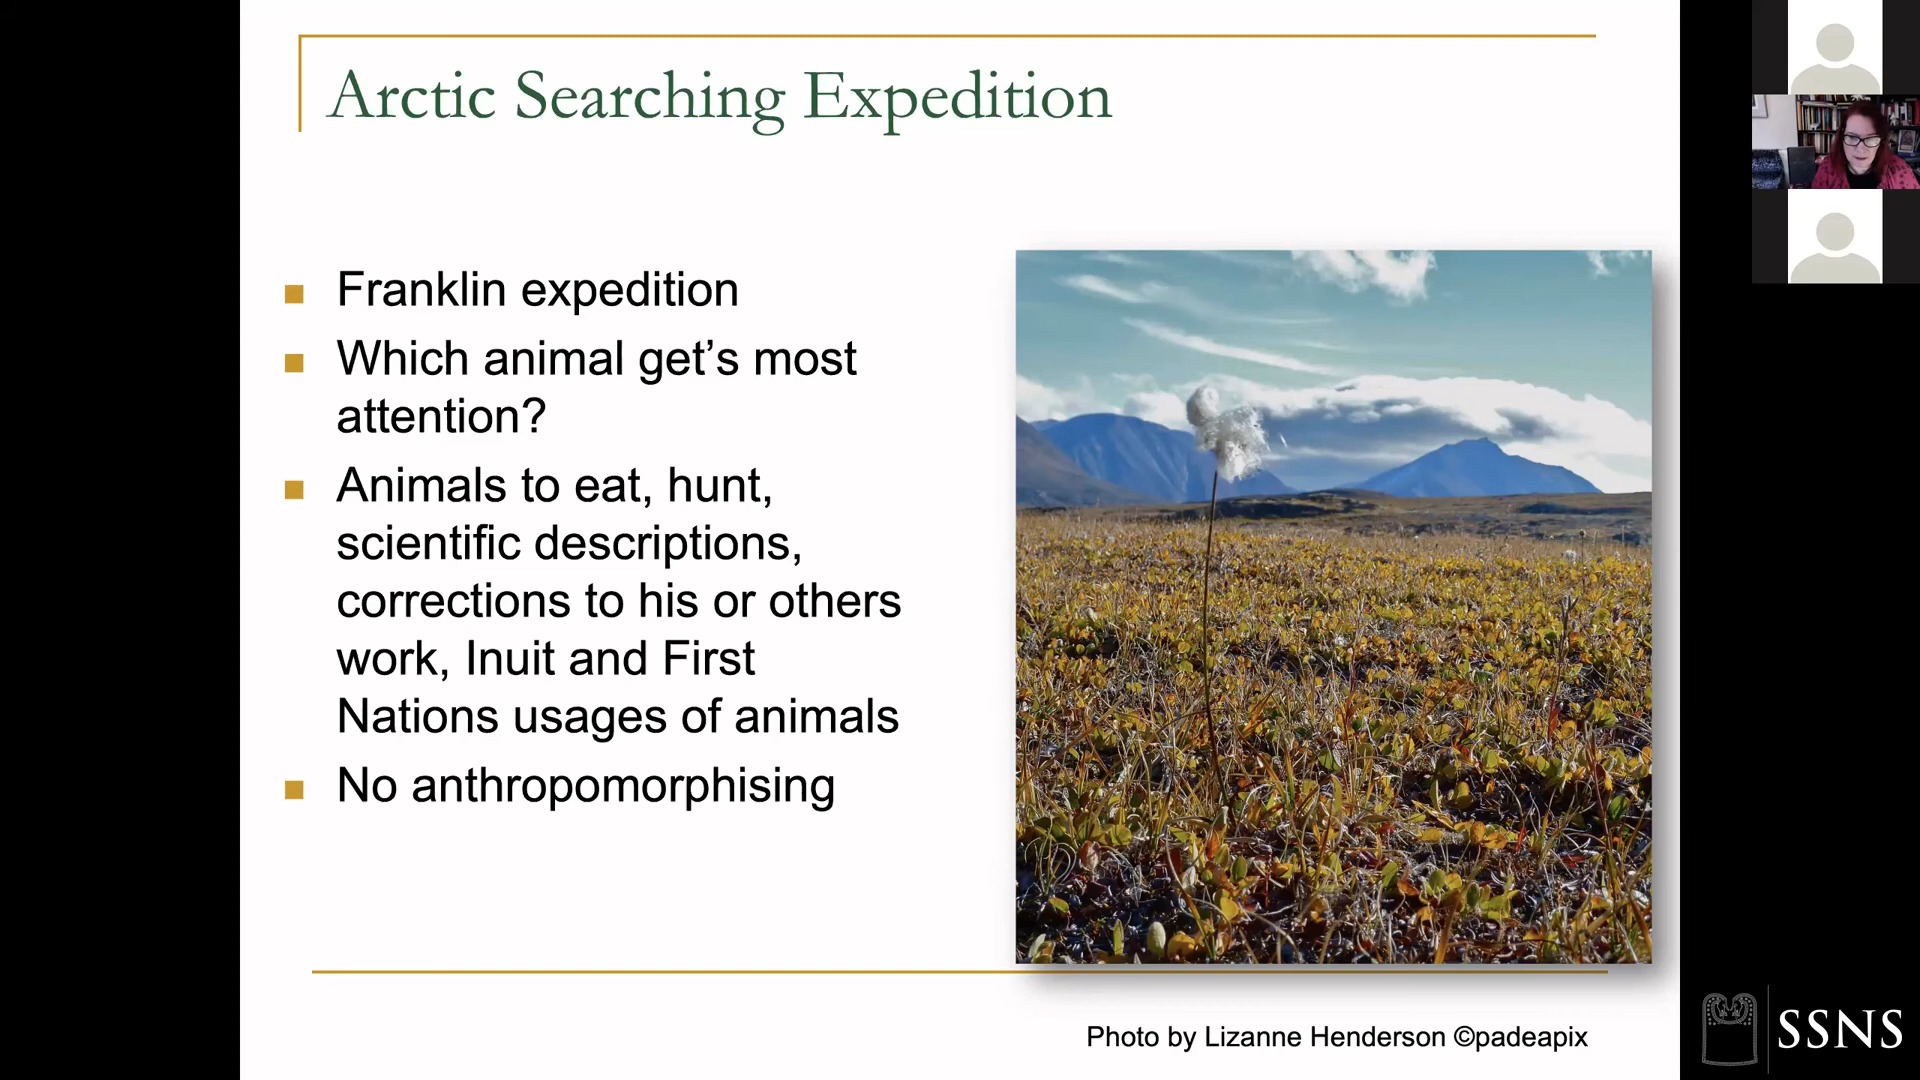 Arctic Searching Expedition
Franklin expedition
Which animal get’s most
attention?
Animals to eat, hunt,
scientific descriptions,
corrections to his or others
work, Inuit and First
Nations usages of animals
No anthropomorphising
Photo by Lizanne Henderson ©padeapix
SSNS